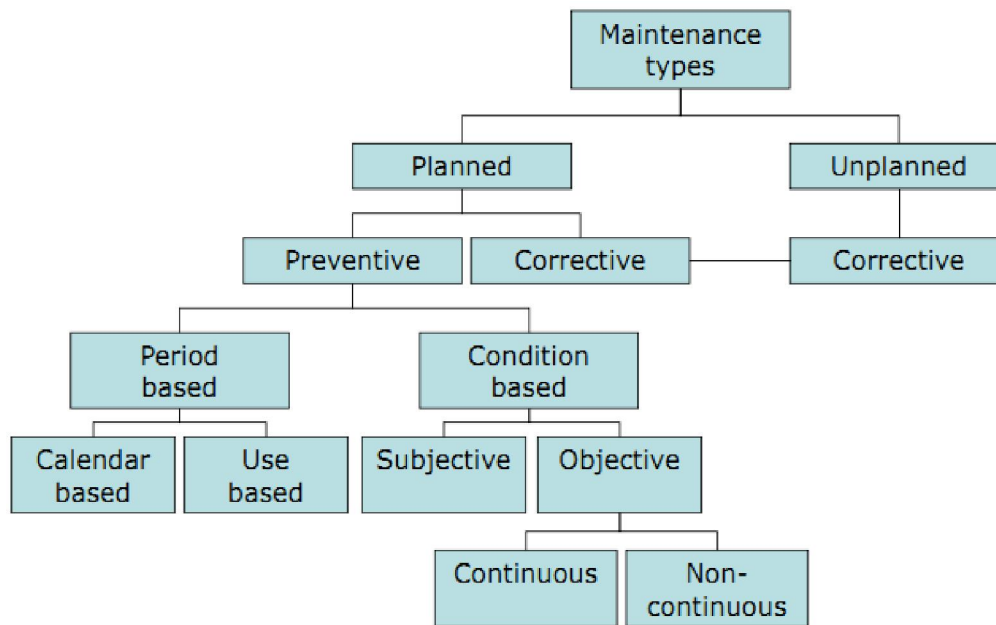 Maintenance
types
Planned
Unplanned
Preventive
Corrective
Corrective
Period
based
Condition
based
Calendar
based
Use
based
Subjective
Objective
Continuous
Non-
continuous